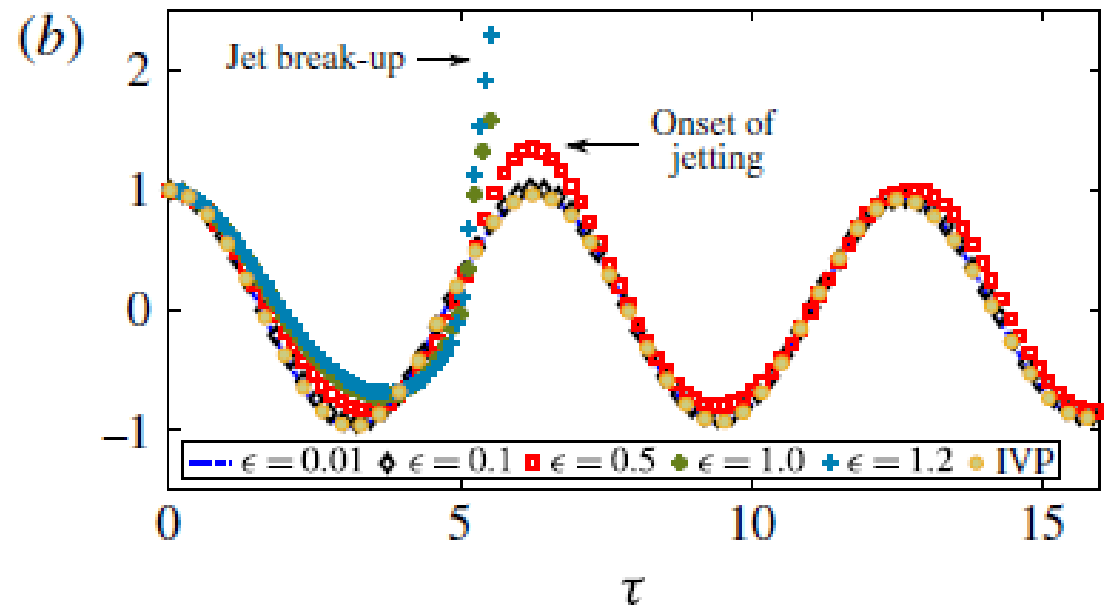 (b)
2
1
0
−1
Jet break-up
Onset of
jetting
ϵ = 0.01 ϵ = 0.1 ϵ = 0.5 ϵ = 1.0 ϵ = 1.2 IVP
0 5 10 15
τ